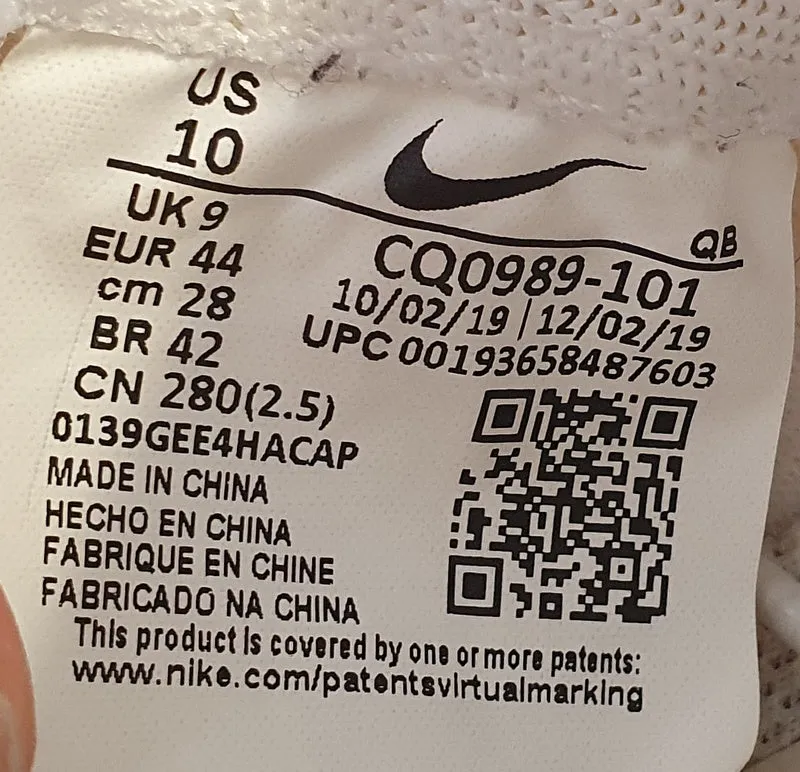 US
10
UK 9
EUR 44
cm 28
BR 42
CN 280(2.5)
0139GEE4HACAP
MADE IN CHINA
HECHO EN CHINA
FABRIQUE EN CHINE
FABRICADO NA CHINA
QB
CQ0989-101
10/02/19 | 12/02/19
UPC 00193658487603
This product is covered by one or more patents:
www.nike.com/patentsvirtualmarking